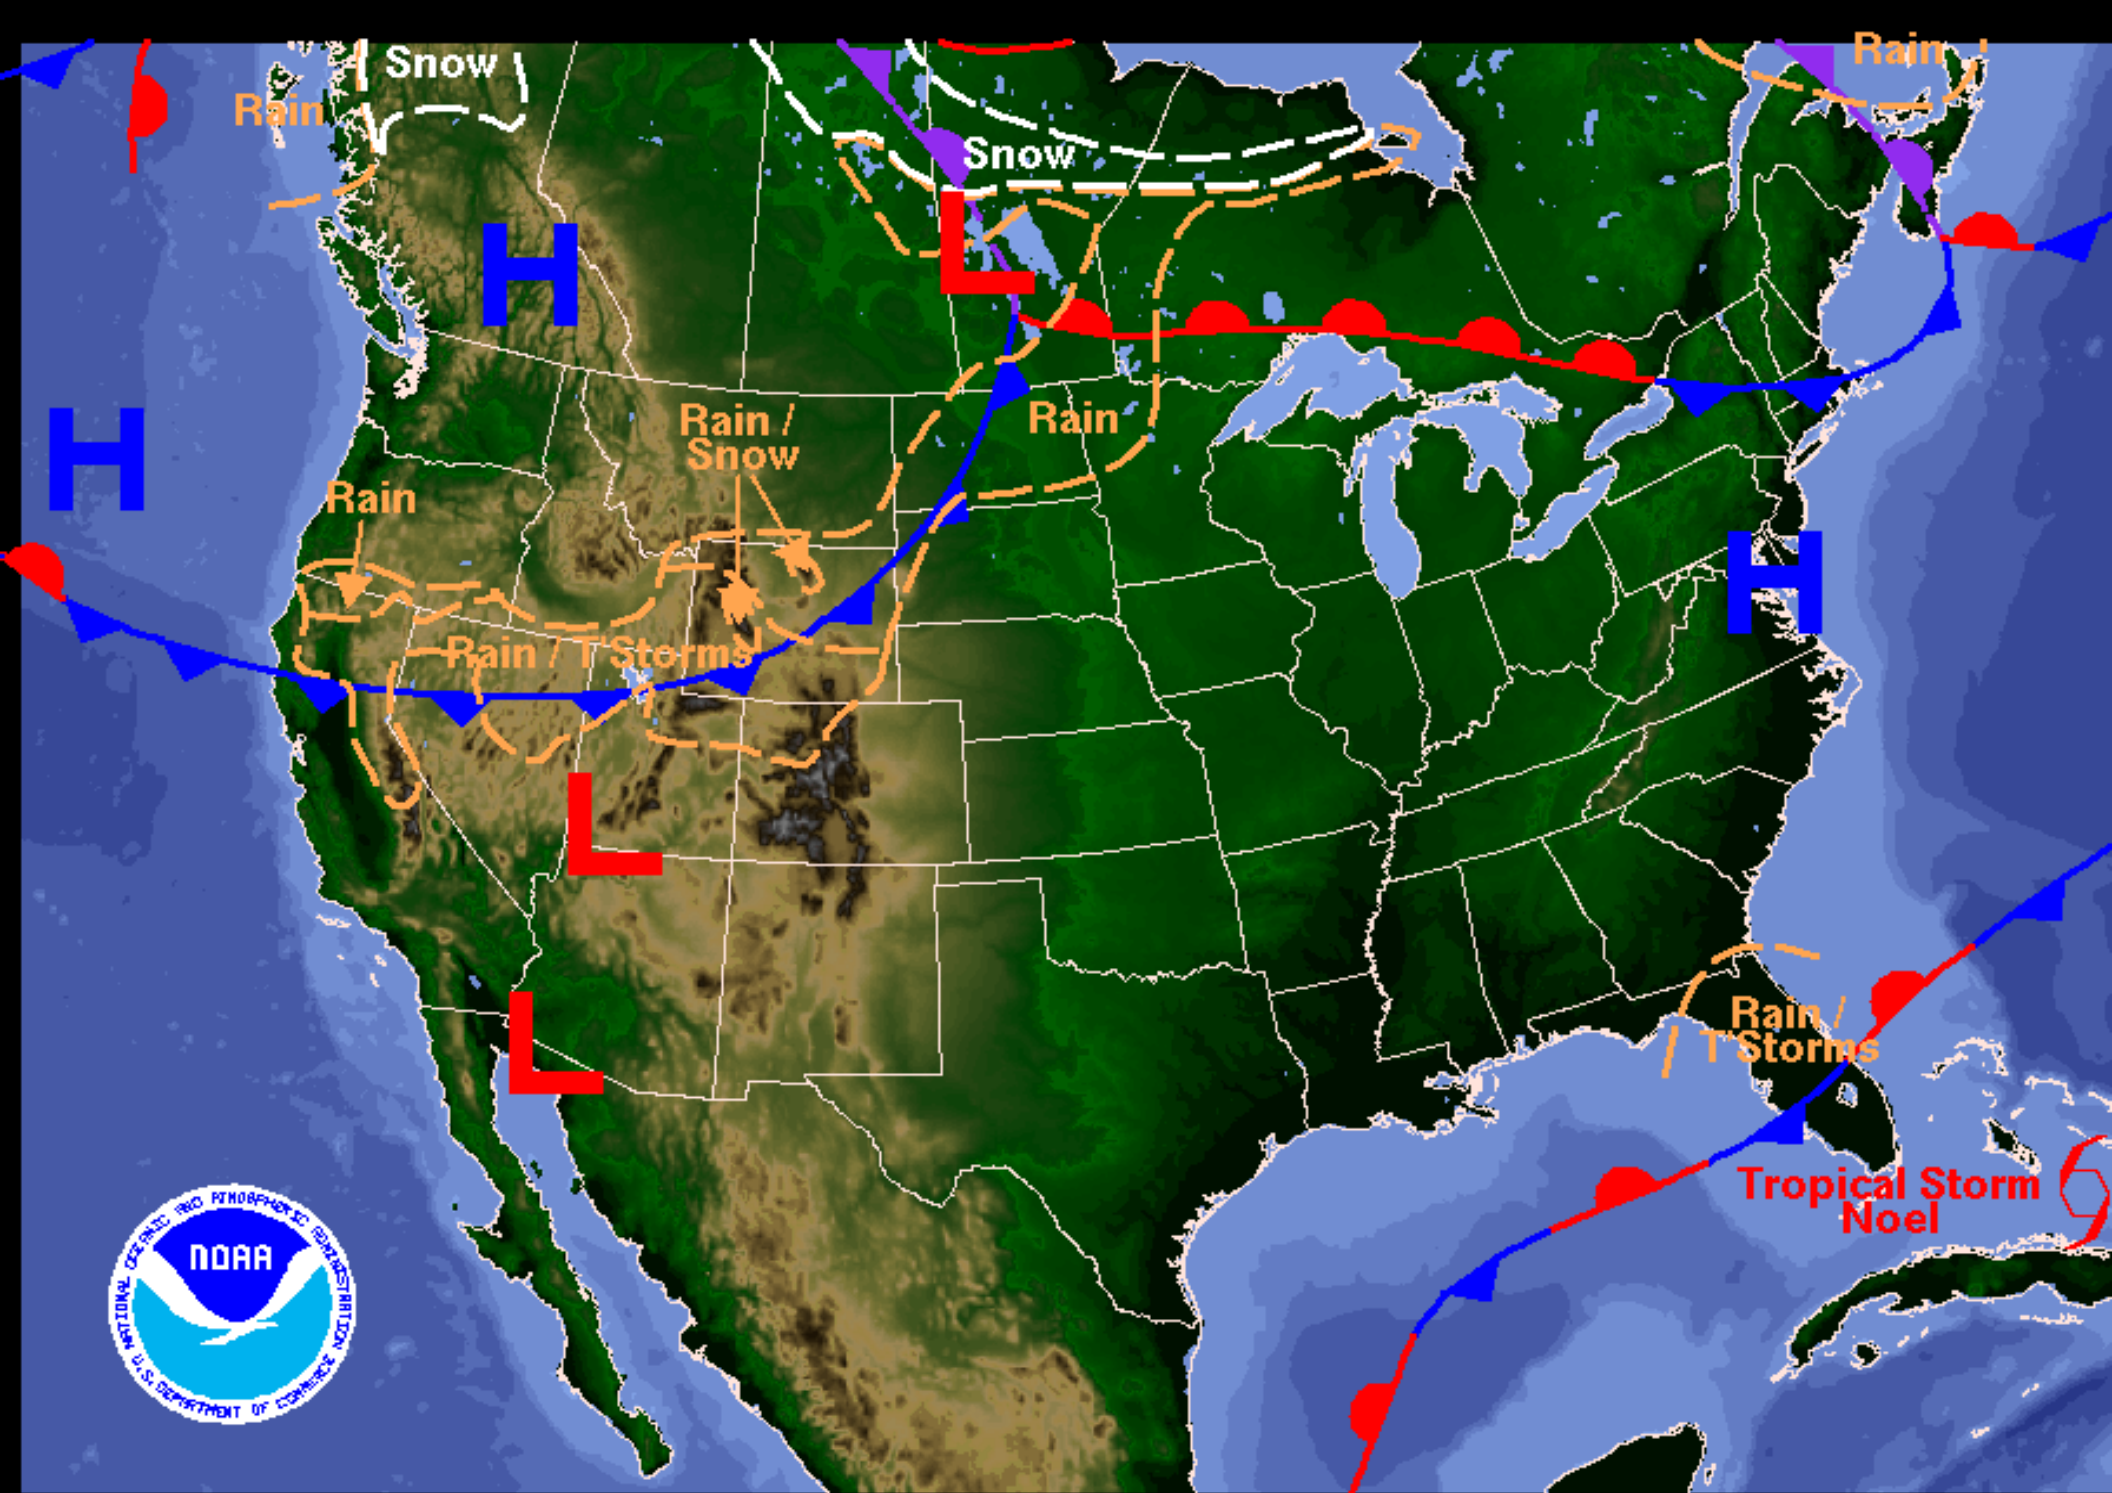 Snow
Rain
Rain
Snow
H
L
H
Rain /
Snow
Rain
Rain
H
Rain / T'Storms
L
L
Rain /
T'Storms
Tropical Storm
Noel
NATIONAL OCEANIC AND ATMOSPHERIC ADMINISTRATION
NOAA
U.S. DEPARTMENT OF COMMERCE